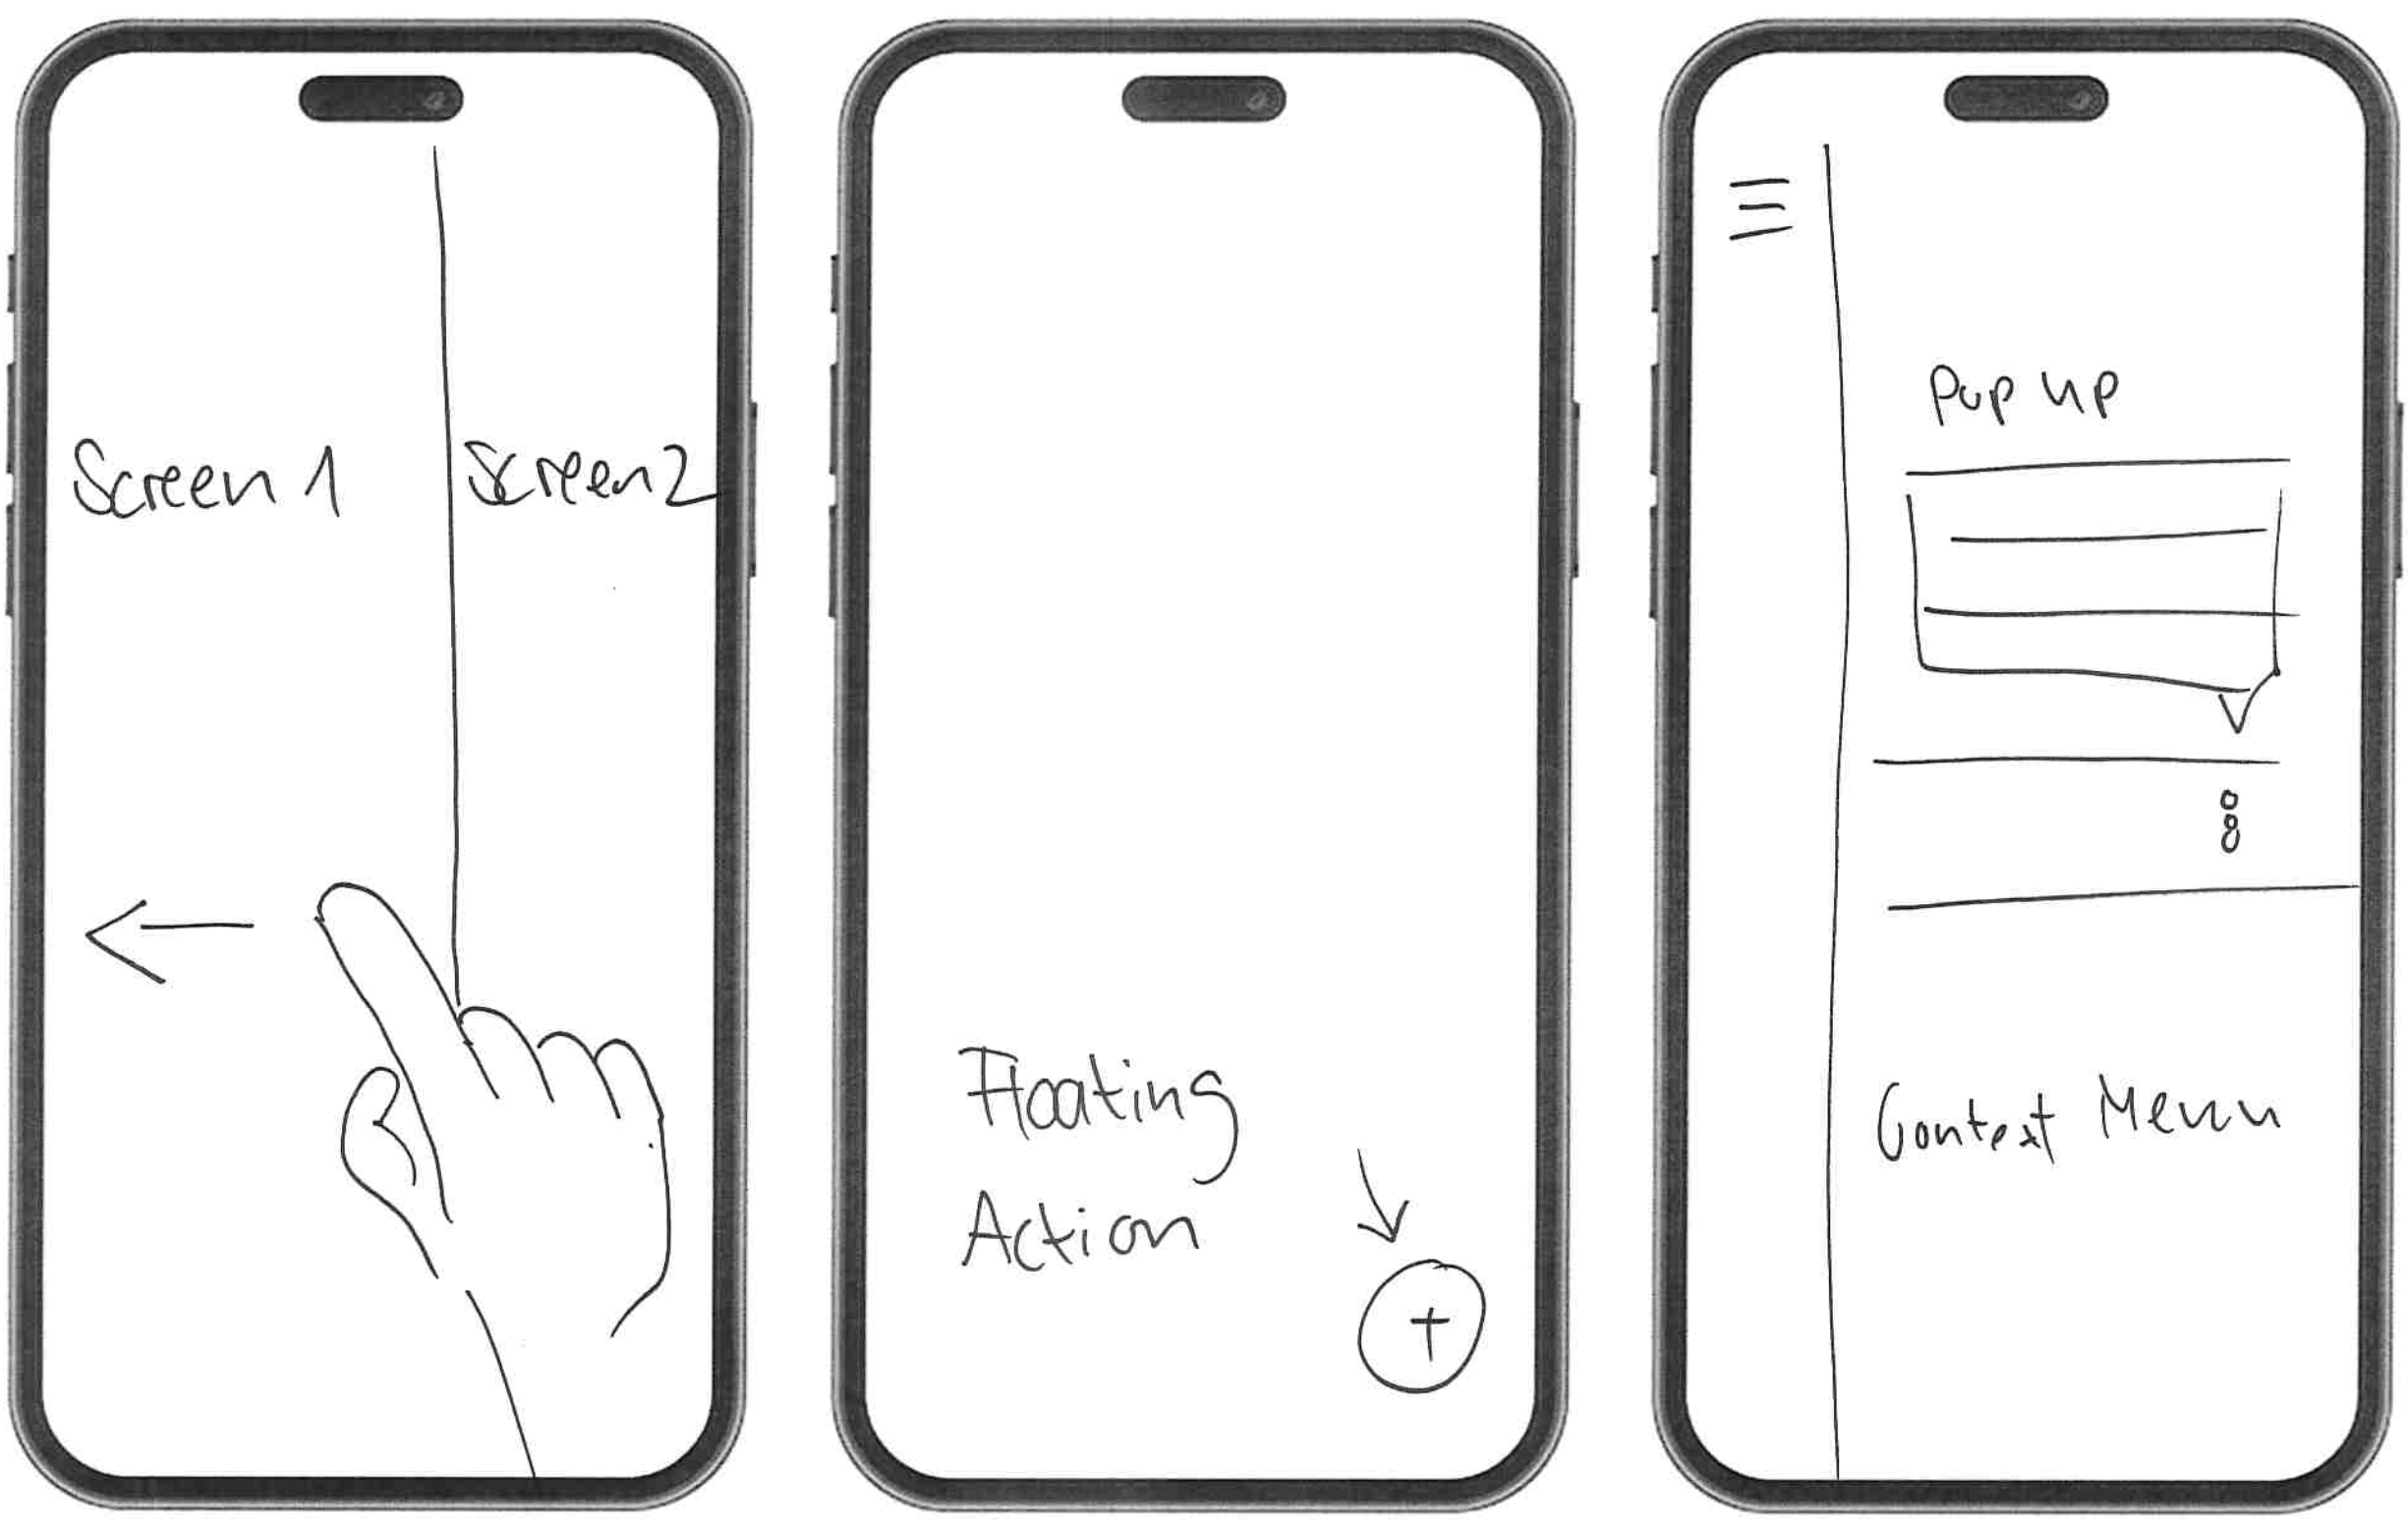 Screen 1
Screen 2
Floating
Action
+
Pop up
Context Menu